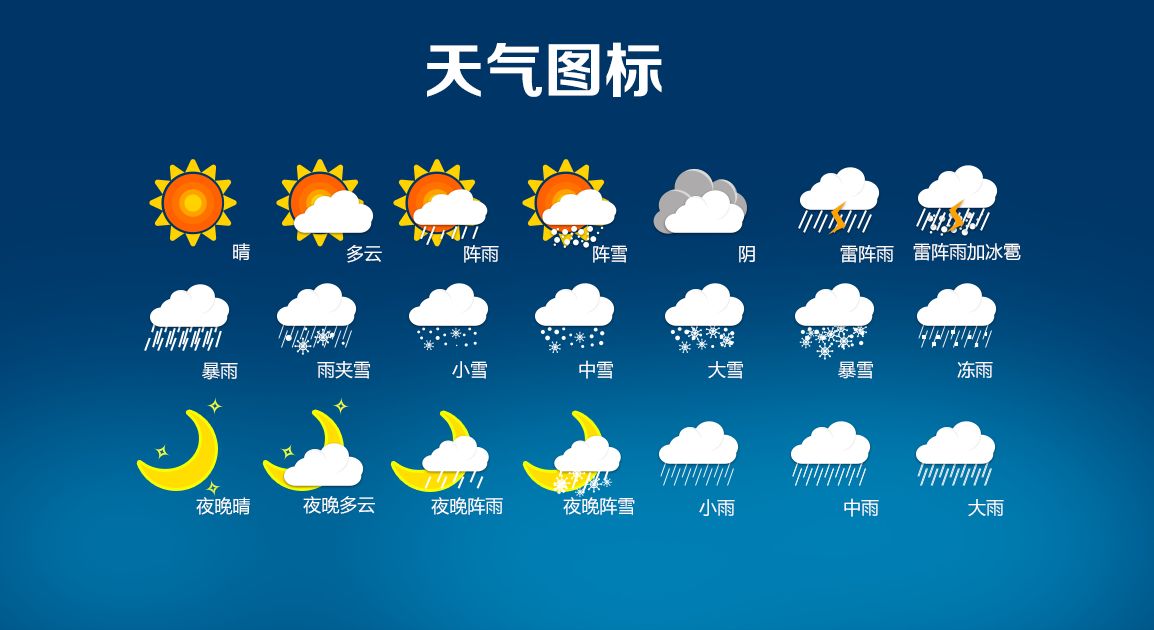 天气图标
晴 多云 阵雨 阵雪 阴 雷阵雨 雷阵雨加冰雹
暴雨 雨夹雪 小雪 中雪 大雪 暴雪 冻雨
夜晚晴 夜晚多云 夜晚阵雨 夜晚阵雪 小雨 中雨 大雨